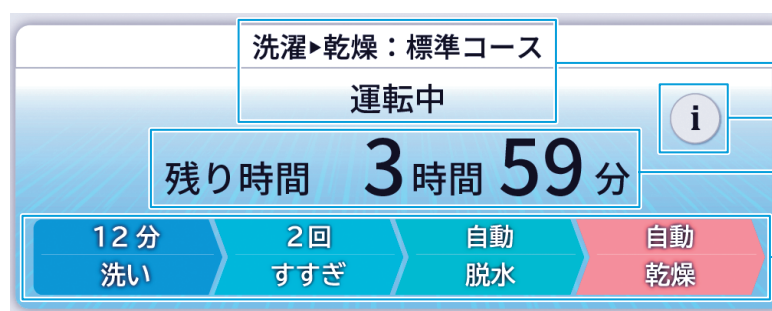 洗濯▶乾燥：標準コース
運転中
i
残り時間 3時間59分
12分 2回 自動 自動
洗い すすぎ 脱水 乾燥